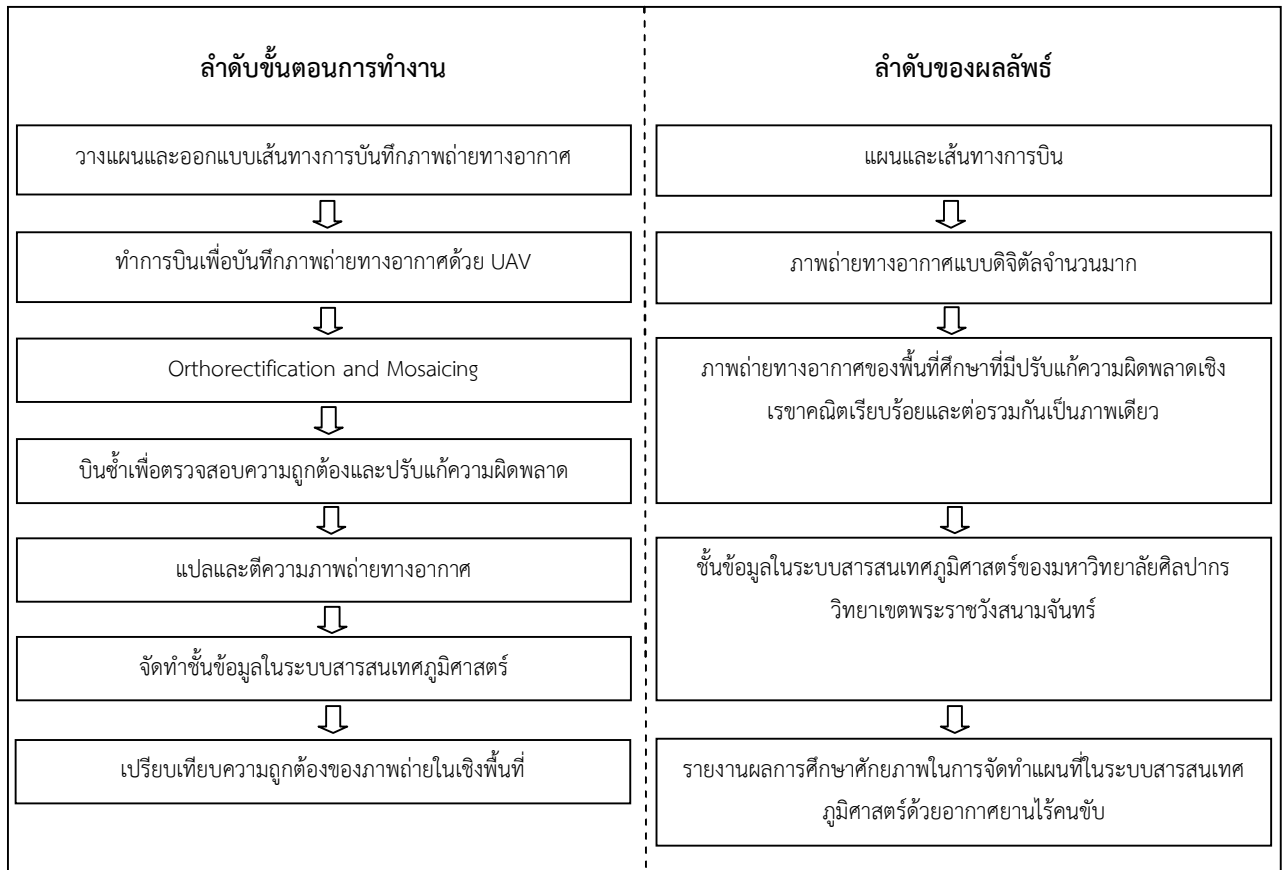 ลำดับขั้นตอนการทำงาน
วางแผนและออกแบบเส้นทางการบันทึกภาพถ่ายทางอากาศ
ทำการบินเพื่อบันทึกภาพถ่ายทางอากาศด้วย UAV
Orthorectification and Mosaicing
บินซ้ำเพื่อตรวจสอบความถูกต้องและปรับแก้ความผิดพลาด
แปลและตีความภาพถ่ายทางอากาศ
จัดทำชั้นข้อมูลในระบบสารสนเทศภูมิศาสตร์
เปรียบเทียบความถูกต้องของภาพถ่ายในเชิงพื้นที่
ลำดับของผลลัพธ์
แผนและเส้นทางการบิน
ภาพถ่ายทางอากาศแบบดิจิตัลจำนวนมาก
ภาพถ่ายทางอากาศของพื้นที่ศึกษาที่มีปรับแก้ความผิดพลาดเชิง
เรขาคณิตเรียบร้อยและต่อรวมกันเป็นภาพเดียว
ชั้นข้อมูลในระบบสารสนเทศภูมิศาสตร์ของมหาวิทยาลัยศิลปากร
วิทยาเขตพระราชวังสนามจันทร์
รายงานผลการศึกษาศักยภาพในการจัดทำแผนที่ในระบบสารสนเทศ
ภูมิศาสตร์ด้วยอากาศยานไร้คนขับ